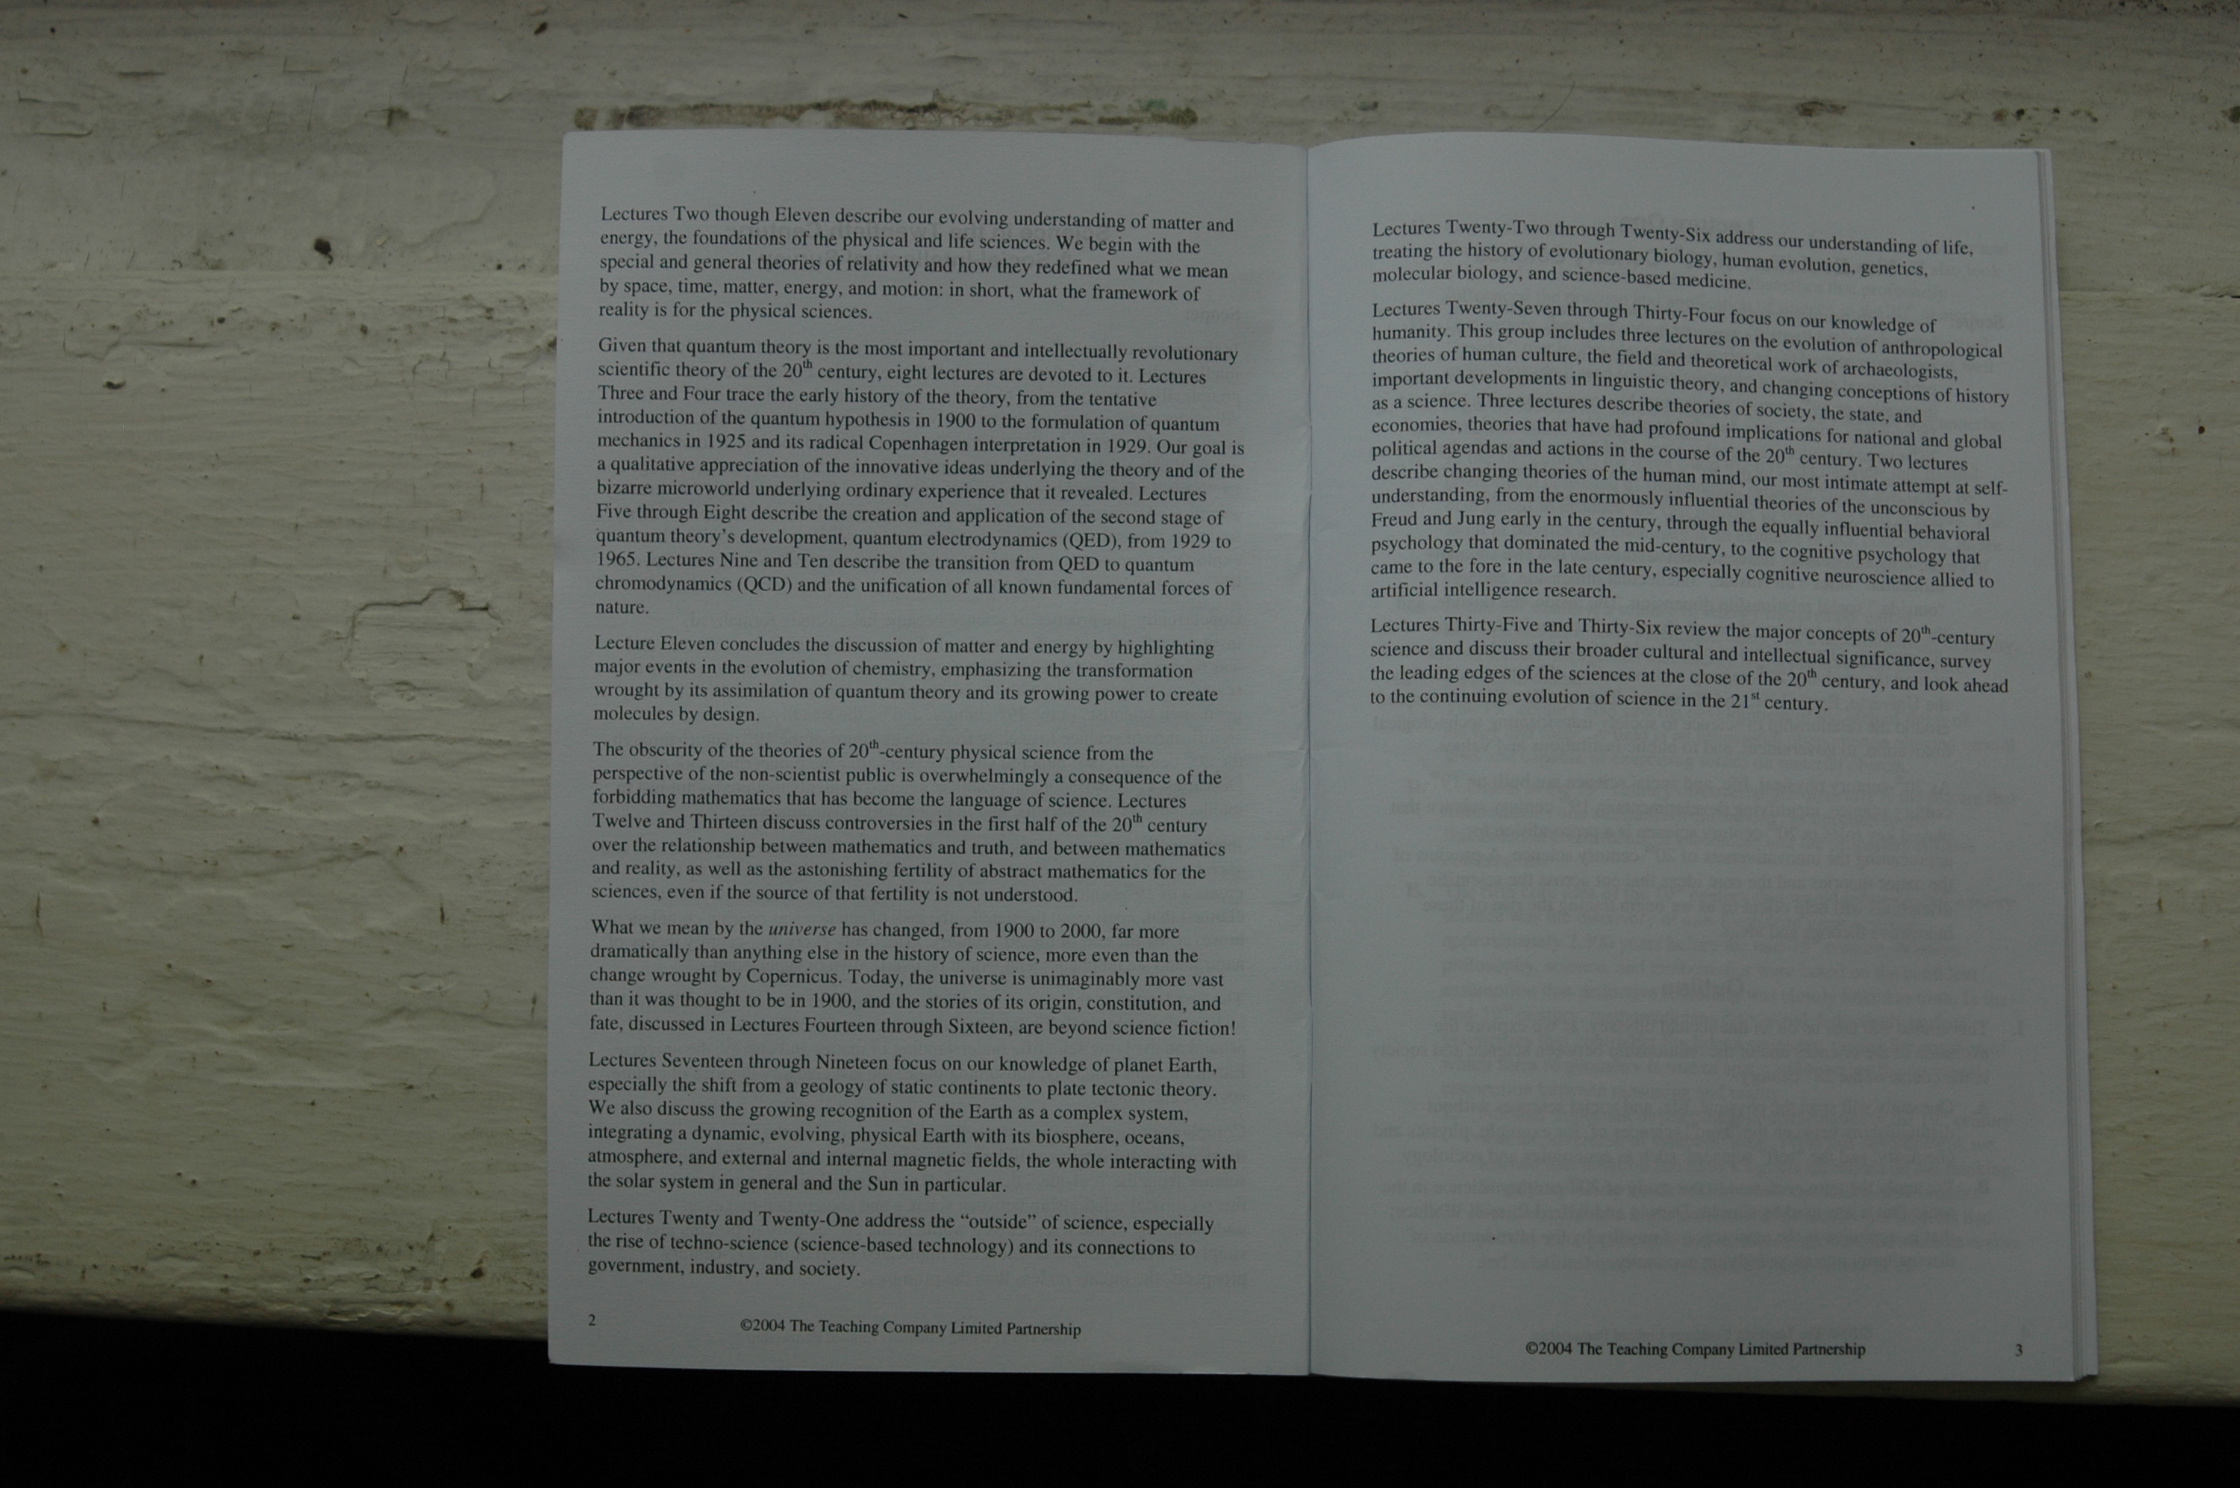 Lectures Two though Eleven describe our evolving understanding of matter and
energy, the foundations of the physical and life sciences. We begin with the
special and general theories of relativity and how they redefined what we mean
by space, time, matter, energy, and motion: in short, what the framework of
reality is for the physical sciences.
Given that quantum theory is the most important and intellectually revolutionary
scientific theory of the 20th century, eight lectures are devoted to it. Lectures
Three and Four trace the early history of the theory, from the tentative
introduction of the quantum hypothesis in 1900 to the formulation of quantum
mechanics in 1925 and its radical Copenhagen interpretation in 1929. Our goal is
a qualitative appreciation of the innovative ideas underlying the theory and of the
bizarre microworld underlying ordinary experience that it revealed. Lectures
Five through Eight describe the creation and application of the second stage of
quantum theory's development, quantum electrodynamics (QED), from 1929 to
1965. Lectures Nine and Ten describe the transition from QED to quantum
chromodynamics (QCD) and the unification of all known fundamental forces of
nature.
Lecture Eleven concludes the discussion of matter and energy by highlighting
major events in the evolution of chemistry, emphasizing the transformation
wrought by its assimilation of quantum theory and its growing power to create
molecules by design.
The obscurity of the theories of 20th-century physical science from the
perspective of the non-scientist public is overwhelmingly a consequence of the
forbidding mathematics that has become the language of science. Lectures
Twelve and Thirteen discuss controversies in the first half of the 20th century
over the relationship between mathematics and truth, and between mathematics
and reality, as well as the astonishing fertility of abstract mathematics for the
sciences, even if the source of that fertility is not understood.
What we mean by the universe has changed, from 1900 to 2000, far more
dramatically than anything else in the history of science, more even than the
change wrought by Copernicus. Today, the universe is unimaginably more vast
than it was thought to be in 1900, and the stories of its origin, constitution, and
fate, discussed in Lectures Fourteen through Sixteen, are beyond science fiction!
Lectures Seventeen through Nineteen focus on our knowledge of planet Earth,
especially the shift from a geology of static continents to plate tectonic theory.
We also discuss the growing recognition of the Earth as a complex system,
integrating a dynamic, evolving, physical Earth with its biosphere, oceans,
atmosphere, and external and internal magnetic fields, the whole interacting with
the solar system in general and the Sun in particular.
Lectures Twenty and Twenty-One address the “outside” of science, especially
the rise of techno-science (science-based technology) and its connections to
government, industry, and society.
2
©2004 The Teaching Company Limited Partnership
Lectures Twenty-Two through Twenty-Six address our understanding of life,
treating the history of evolutionary biology, human evolution, genetics,
molecular biology, and science-based medicine.
Lectures Twenty-Seven through Thirty-Four focus on our knowledge of
humanity. This group includes three lectures on the evolution of anthropological
theories of human culture, the field and theoretical work of archaeologists,
important developments in linguistic theory, and changing conceptions of history
as a science. Three lectures describe theories of society, the state, and
economies, theories that have had profound implications for national and global
political agendas and actions in the course of the 20th century. Two lectures
describe changing theories of the human mind, our most intimate attempt at self-
understanding, from the enormously influential theories of the unconscious by
Freud and Jung early in the century, through the equally influential behavioral
psychology that dominated the mid-century, to the cognitive psychology that
came to the fore in the late century, especially cognitive neuroscience allied to
artificial intelligence research.
Lectures Thirty-Five and Thirty-Six review the major concepts of 20th-century
science and discuss their broader cultural and intellectual significance, survey
the leading edges of the sciences at the close of the 20th century, and look ahead
to the continuing evolution of science in the 21st century.
©2004 The Teaching Company Limited Partnership
3